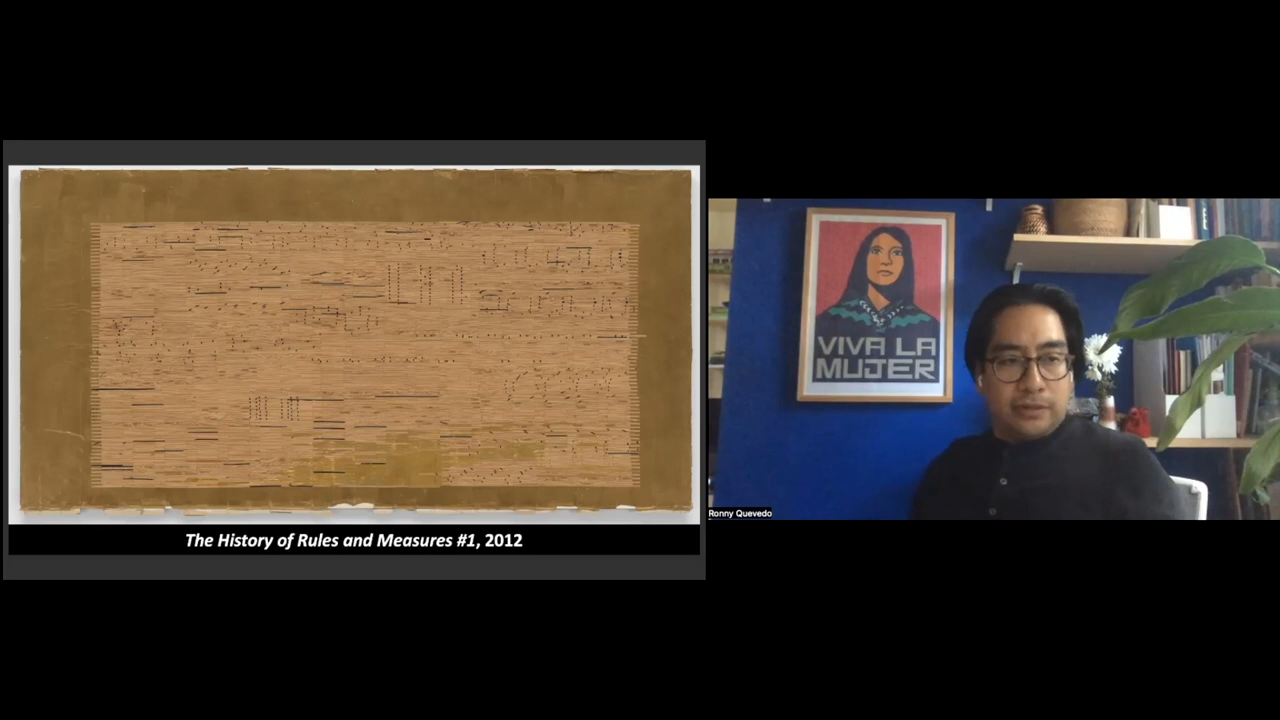 The History of Rules and Measures #1, 2012
VIVA LA
MUJER
Ronny Quevedo